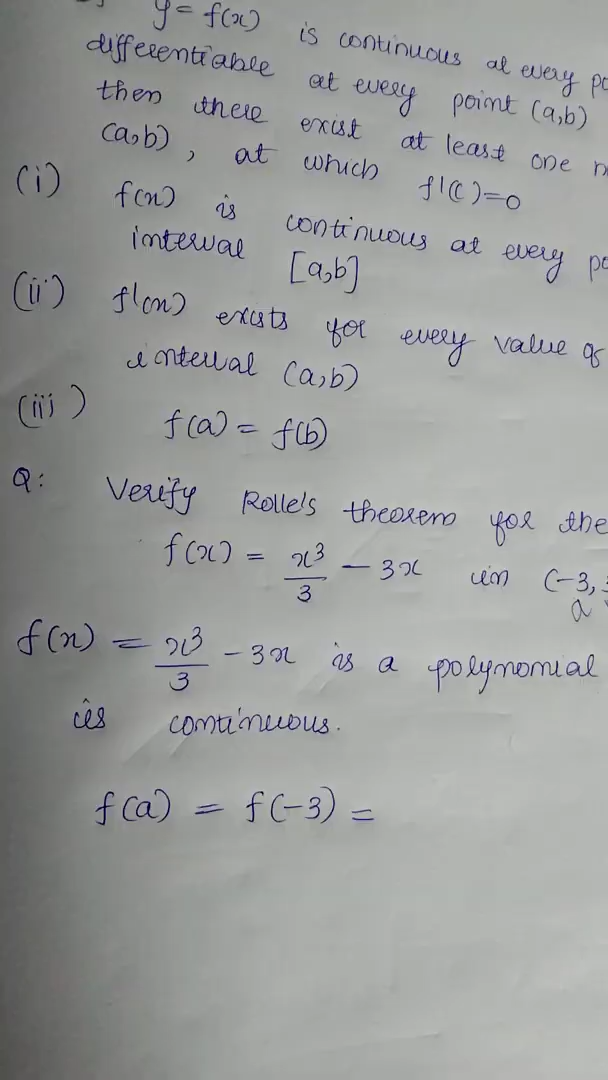 y = f(x) is continuous at every
differentiable at every point (a,b)
then there exist at least one
(a,b), at which f'(c)=0
(i) f(x) is continuous at every
interval [a,b]
(ii) f'(x) exists for every value of
interval (a,b)
(iii) f(a) = f(b)
Q: Verify Rolle's theorem for the
f(x) = x³/3 - 3x in (-3,
a
f(x) = x³/3 - 3x is a polynomial
is continuous.
f(a) = f(-3) =